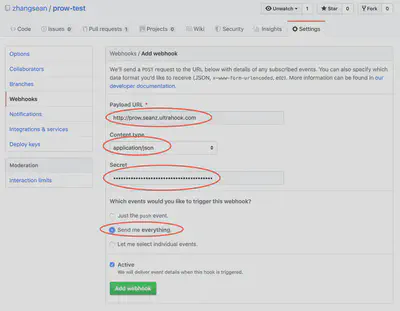 zhangsean / prow-test
Unwatch 1 Star 0 Fork 0
Code Issues 0 Pull requests 1 Projects 0 Wiki Security Insights Settings
Options
Collaborators
Branches
Webhooks
Notifications
Integrations & services
Deploy keys
Moderation
Interaction limits
Webhooks / Add webhook
We'll send a POST request to the URL below with details of any subscribed events. You can also specify which
data format you'd like to receive (JSON, x-www-form-urlencoded, etc). More information can be found in our
developer documentation.
Payload URL *
http://prow.seanz.ultrahook.com
Content type
application/json
Secret
Which events would you like to trigger this webhook?
Just the push event.
Send me everything.
Let me select individual events.
Active
We will deliver event details when this hook is triggered.
Add webhook